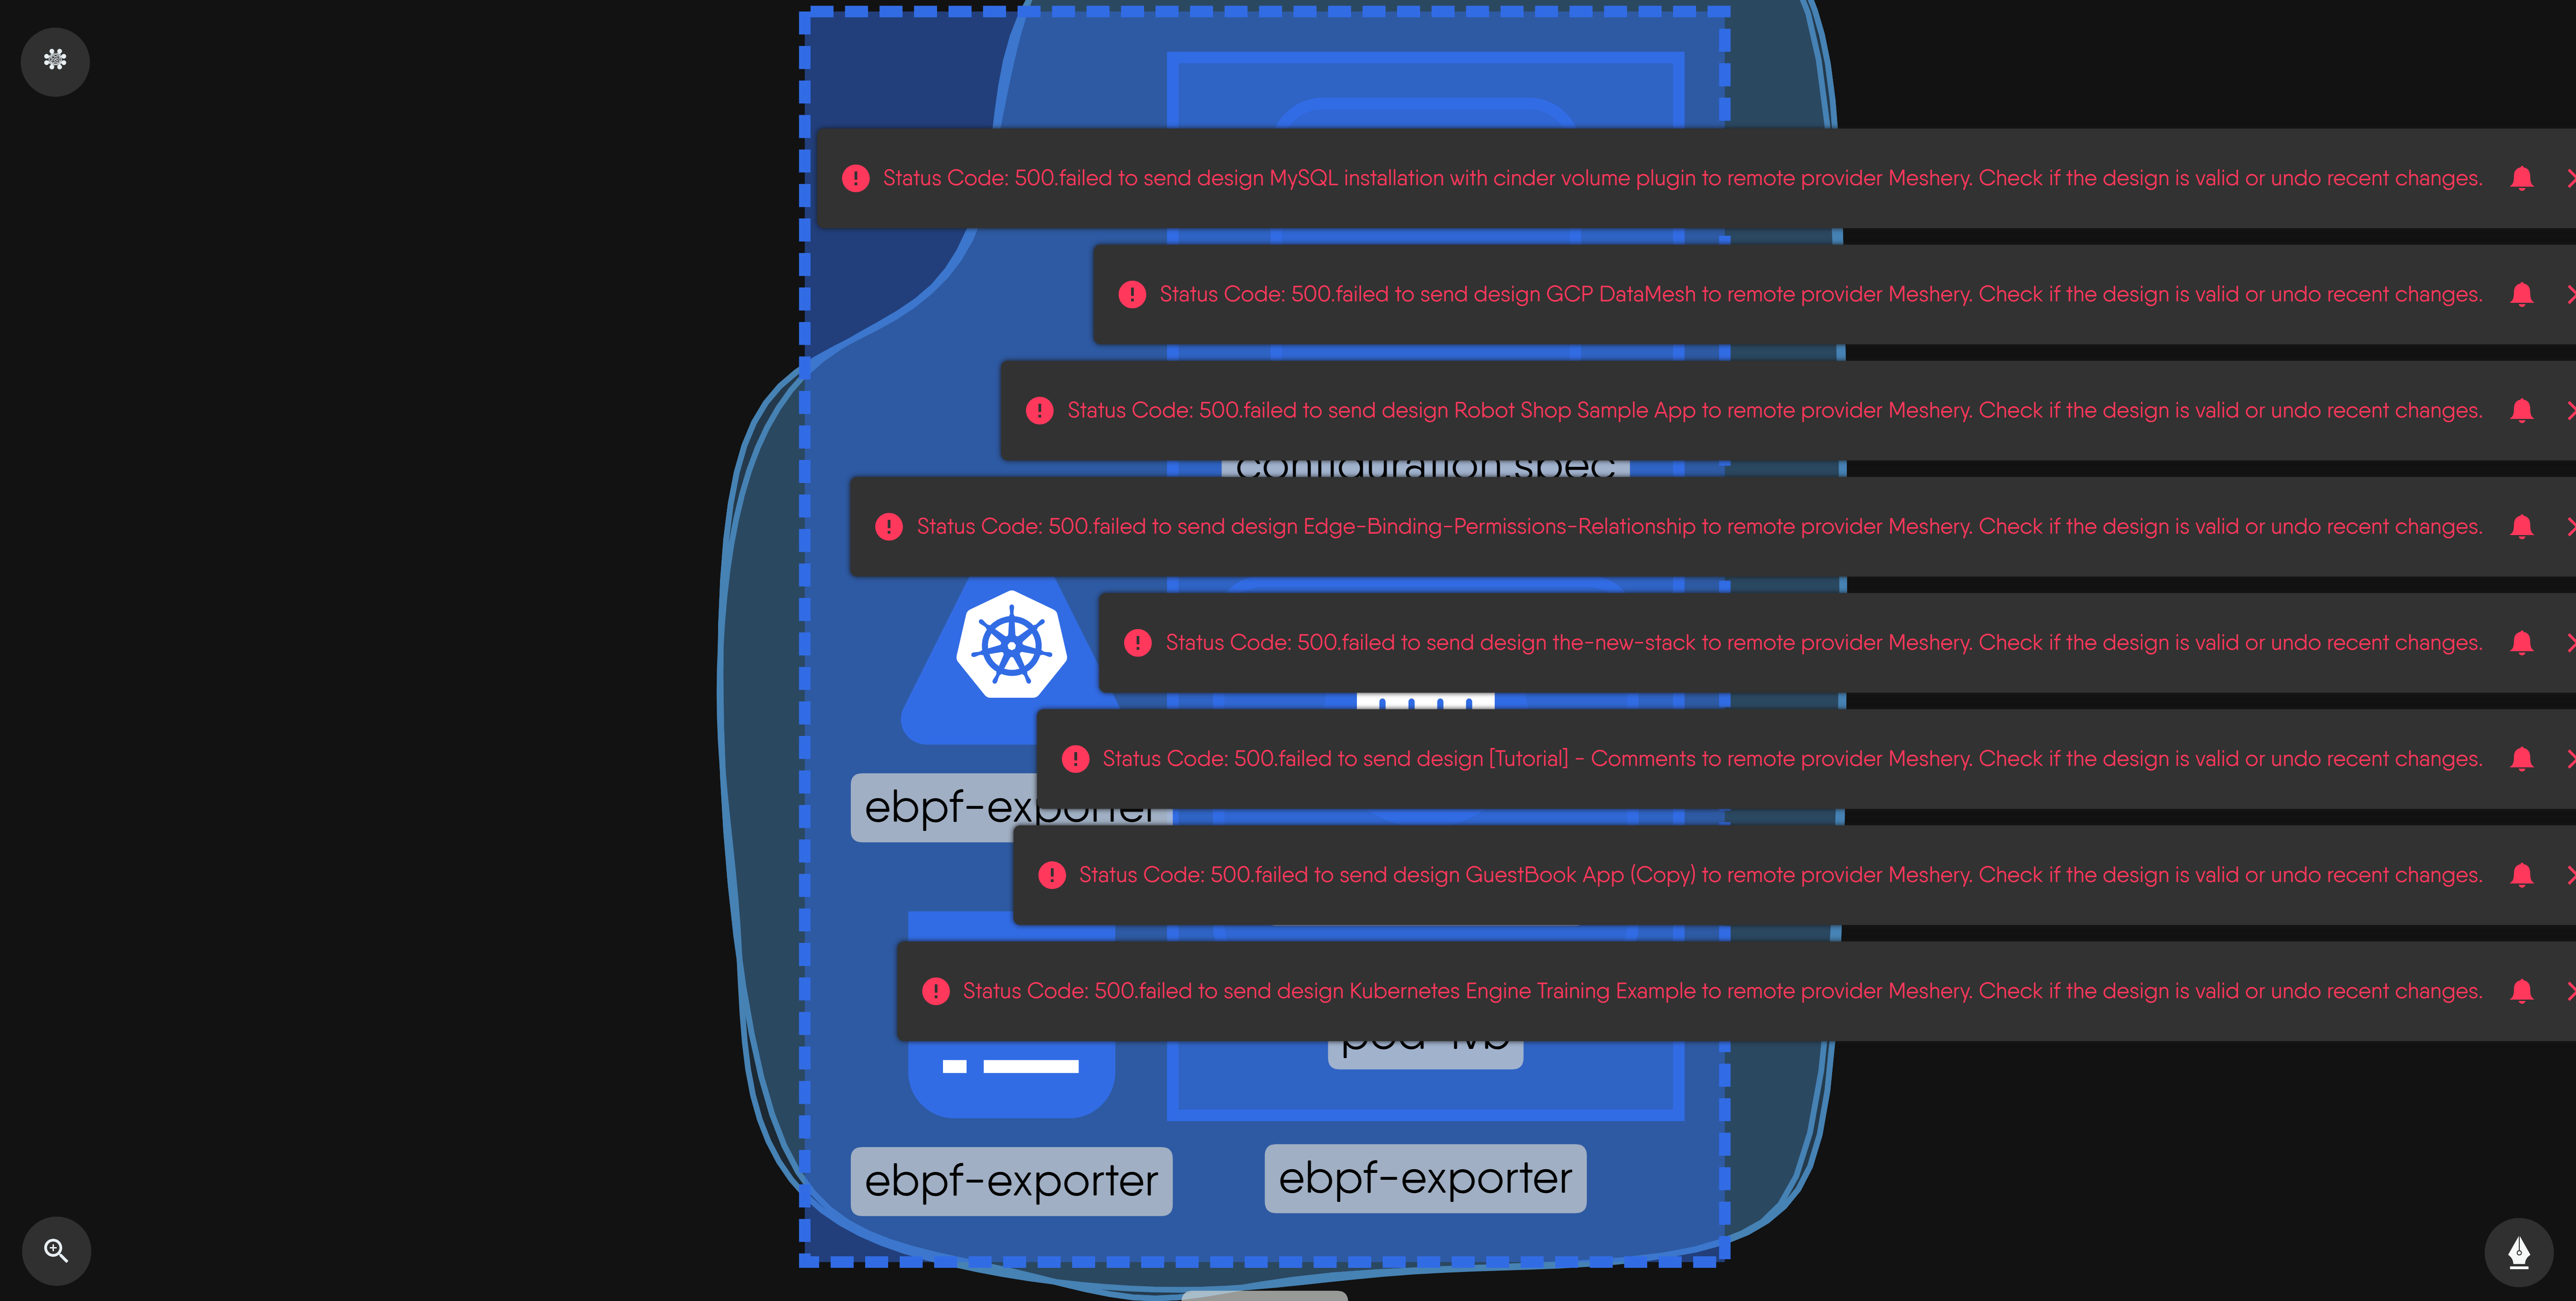 Status Code: 500.failed to send design MySQL installation with cinder volume plugin to remote provider Meshery. Check if the design is valid or undo recent changes.
Status Code: 500.failed to send design GCP DataMesh to remote provider Meshery. Check if the design is valid or undo recent changes.
Status Code: 500.failed to send design Robot Shop Sample App to remote provider Meshery. Check if the design is valid or undo recent changes.
configuration.spec
Status Code: 500.failed to send design Edge-Binding-Permissions-Relationship to remote provider Meshery. Check if the design is valid or undo recent changes.
Status Code: 500.failed to send design the-new-stack to remote provider Meshery. Check if the design is valid or undo recent changes.
Status Code: 500.failed to send design [Tutorial] - Comments to remote provider Meshery. Check if the design is valid or undo recent changes.
ebpf-exporter
Status Code: 500.failed to send design GuestBook App (Copy) to remote provider Meshery. Check if the design is valid or undo recent changes.
Status Code: 500.failed to send design Kubernetes Engine Training Example to remote provider Meshery. Check if the design is valid or undo recent changes.
ebpf-exporter
ebpf-exporter